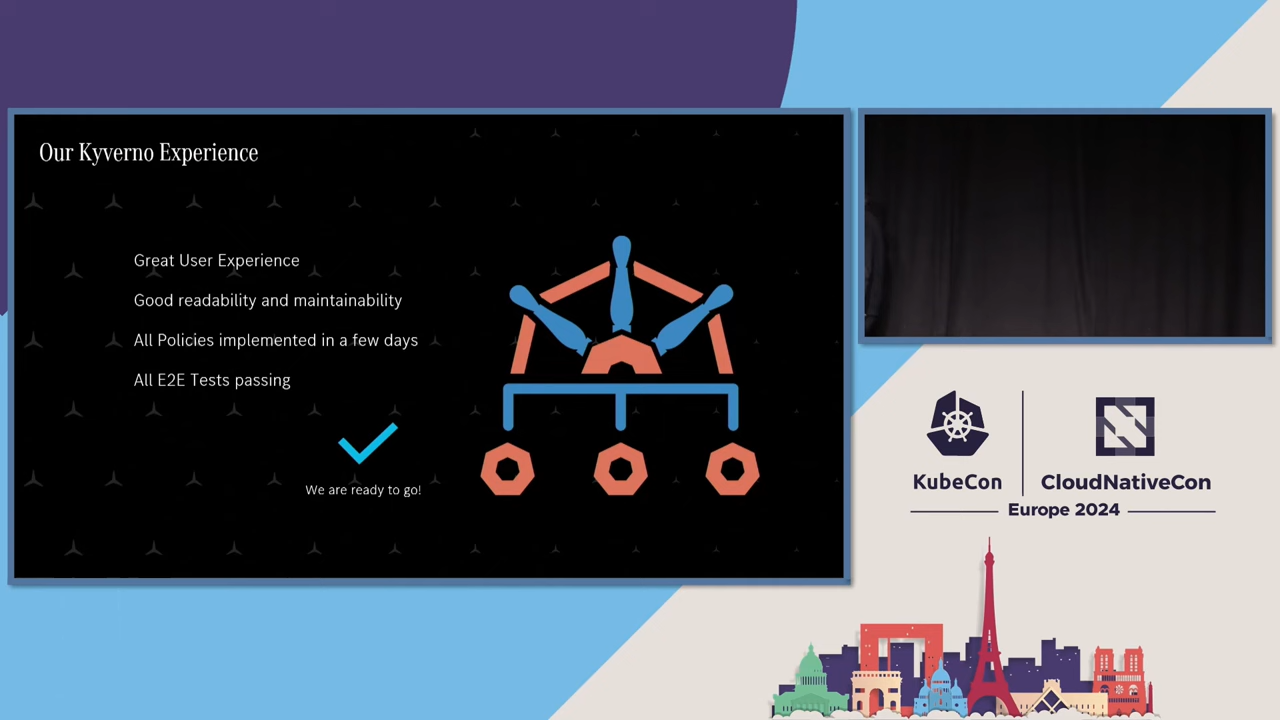 Our Kyverno Experience
Great User Experience
Good readability and maintainability
All Policies implemented in a few days
All E2E Tests passing
We are ready to go!
KubeCon
CloudNativeCon
Europe 2024